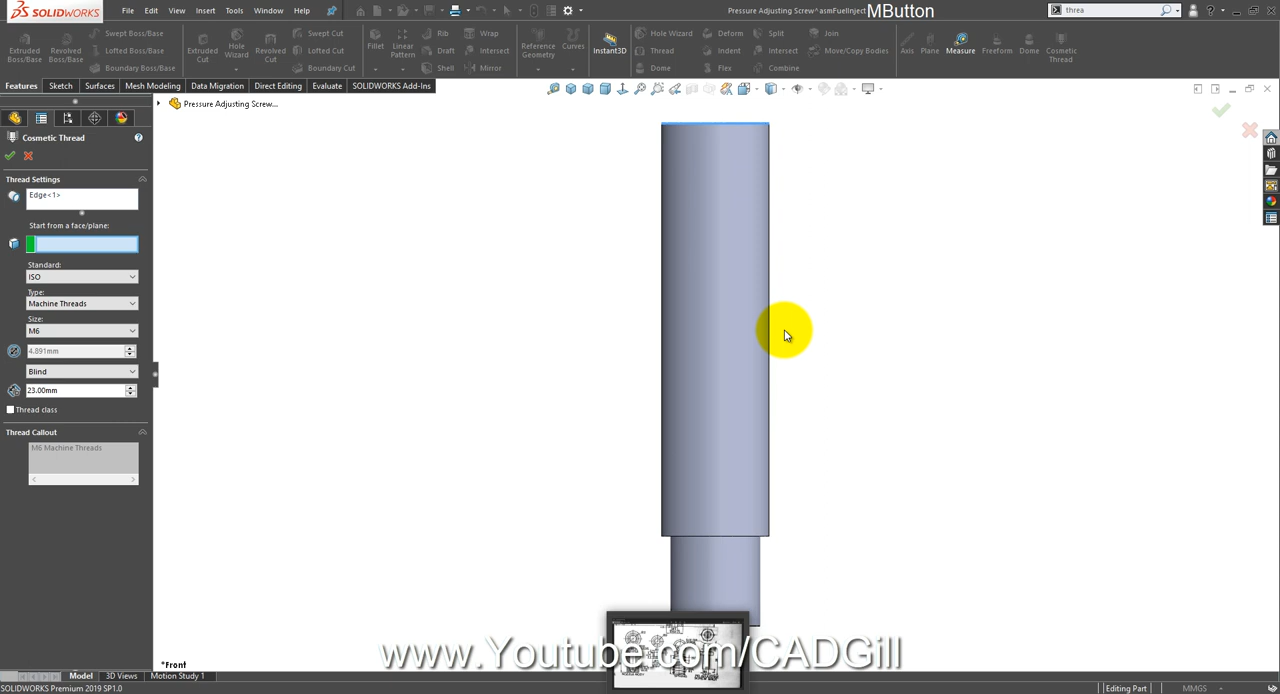 SOLIDWORKS File Edit View Insert Tools Window Help Pressure Adjusting Screw^asmFuelInject MButton threa ?
Extruded Boss/Base Revolved Boss/Base Swept Boss/Base Lofted Boss/Base Boundary Boss/Base Extruded Cut Hole Wizard Revolved Cut Swept Cut Lofted Cut Boundary Cut Fillet Linear Pattern Rib Draft Shell Wrap Intersect Mirror Reference Geometry Curves Instant3D Hole Wizard Thread Dome Deform Indent Flex Split Intersect Combine Join Move/Copy Bodies Axis Plane Measure Freeform Dome Cosmetic Thread
Features Sketch Surfaces Mesh Modeling Data Migration Direct Editing Evaluate SOLIDWORKS Add-Ins
Pressure Adjusting Screw...
Cosmetic Thread ?
Thread Settings
Edge<1>
Start from a face/plane:
Standard:
ISO
Type:
Machine Threads
Size:
M6
4.891mm
Blind
23.00mm
Thread class
Thread Callout
M6 Machine Threads
www.Youtube.com/CADGill
*Front
Model 3D Views Motion Study 1
SOLIDWORKS Premium 2019 SP1.0 Editing Part MMGS